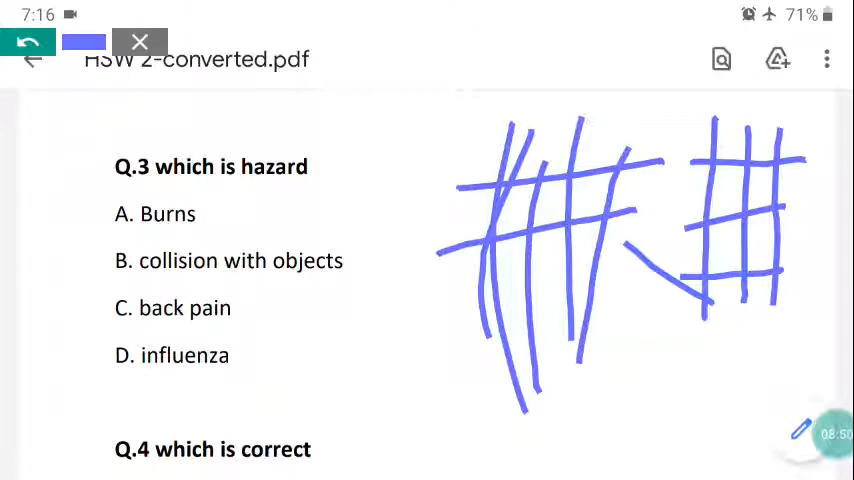 7:16 71%
HSW 2-converted.pdf
Q.3 which is hazard
A. Burns
B. collision with objects
C. back pain
D. influenza
08:50
Q.4 which is correct